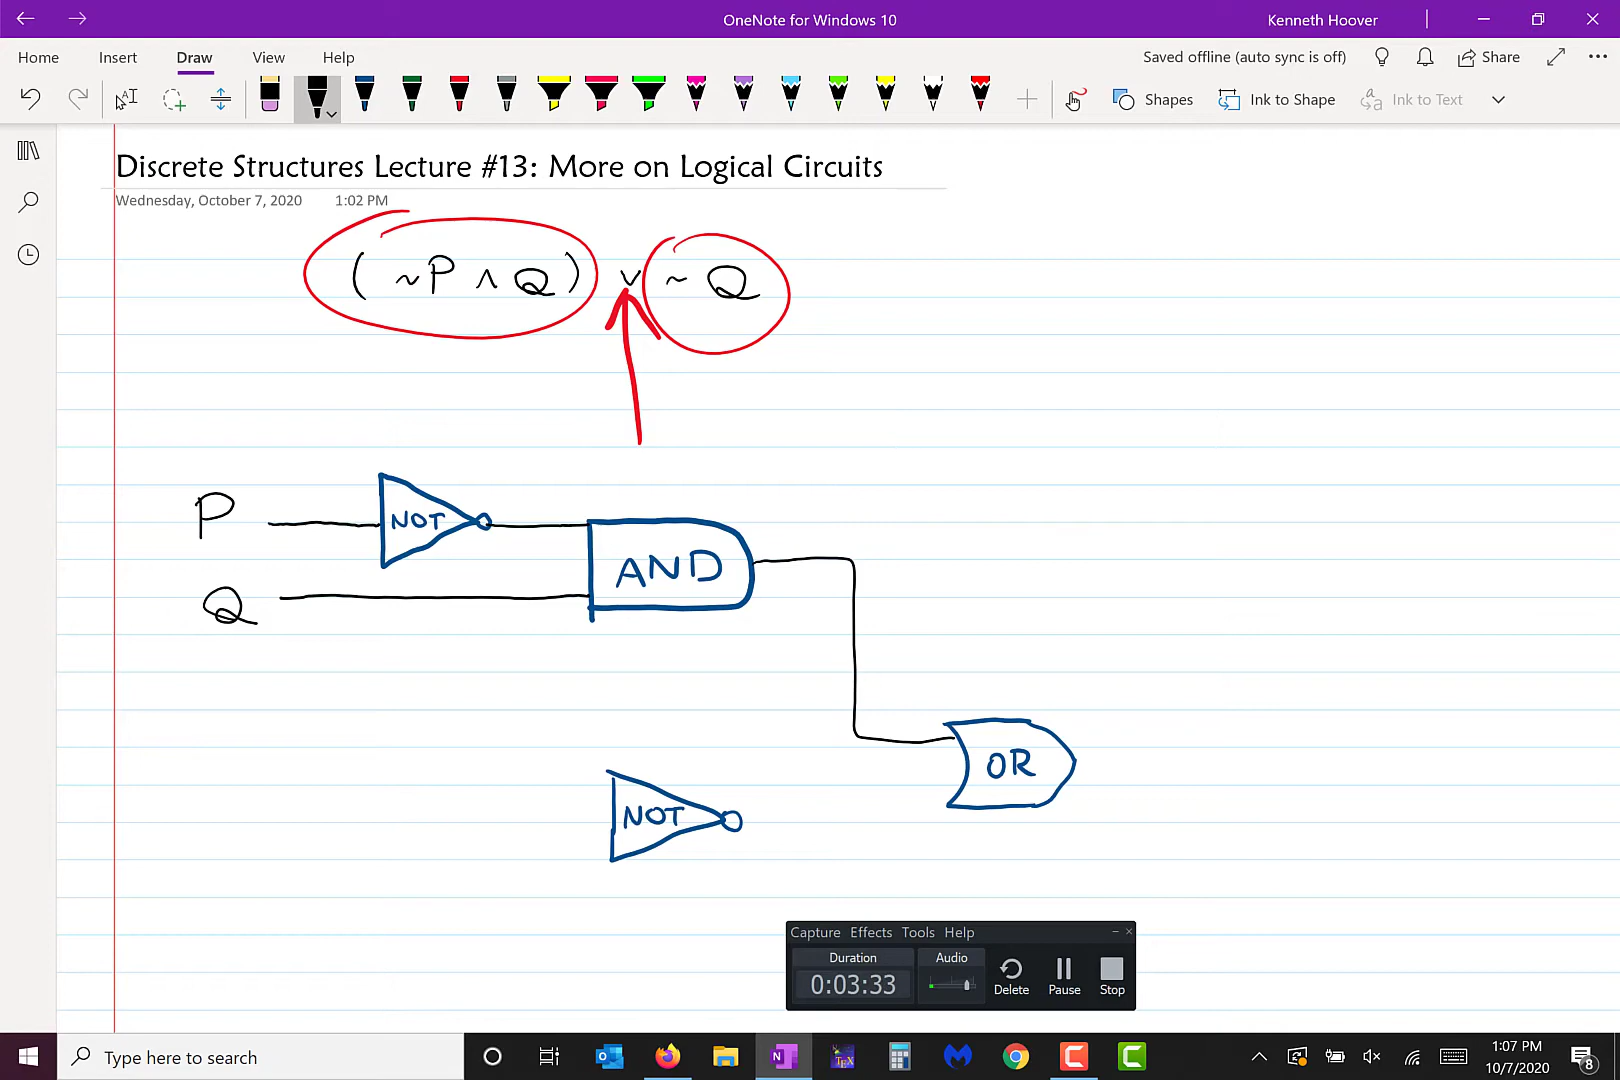 OneNote for Windows 10
Kenneth Hoover
Home Insert Draw View Help
Saved offline (auto sync is off) Share
Shapes Ink to Shape Ink to Text
Discrete Structures Lecture #13: More on Logical Circuits
Wednesday, October 7, 2020 1:02 PM
( ~P ∧ Q ) ∨ ~ Q
P
NOT
AND
Q
OR
NOT
Capture Effects Tools Help
Duration Audio
0:03:33
Delete Pause Stop
Type here to search
1:07 PM
10/7/2020
8